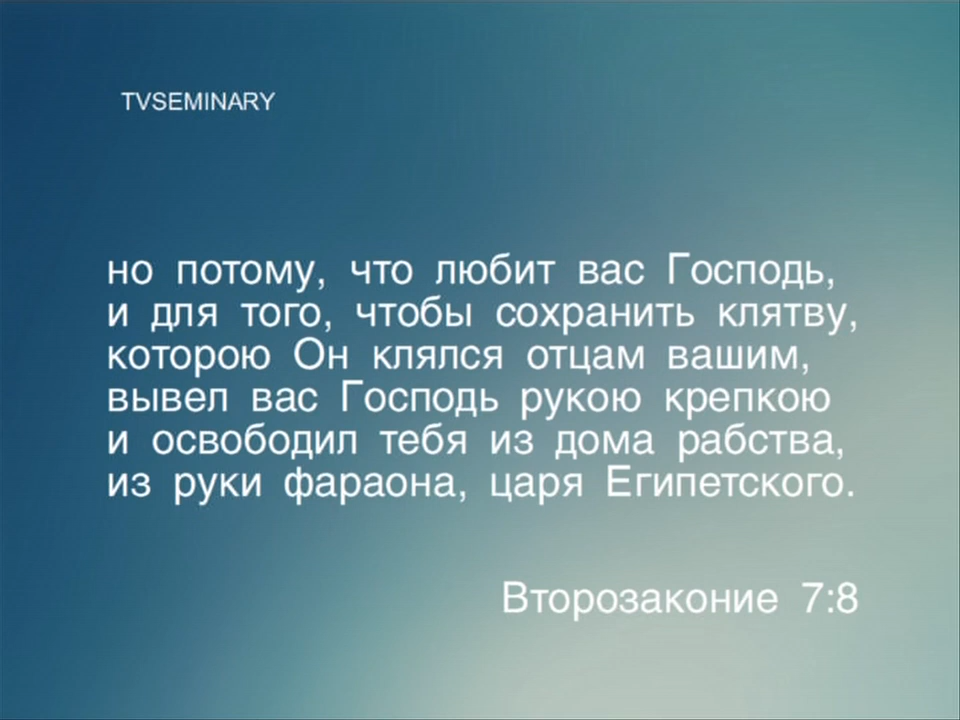 TVSEMINARY
но потому, что любит вас Господь,
и для того, чтобы сохранить клятву,
которою Он клялся отцам вашим,
вывел вас Господь рукою крепкою
и освободил тебя из дома рабства,
из руки фараона, царя Египетского.
Второзаконие 7:8